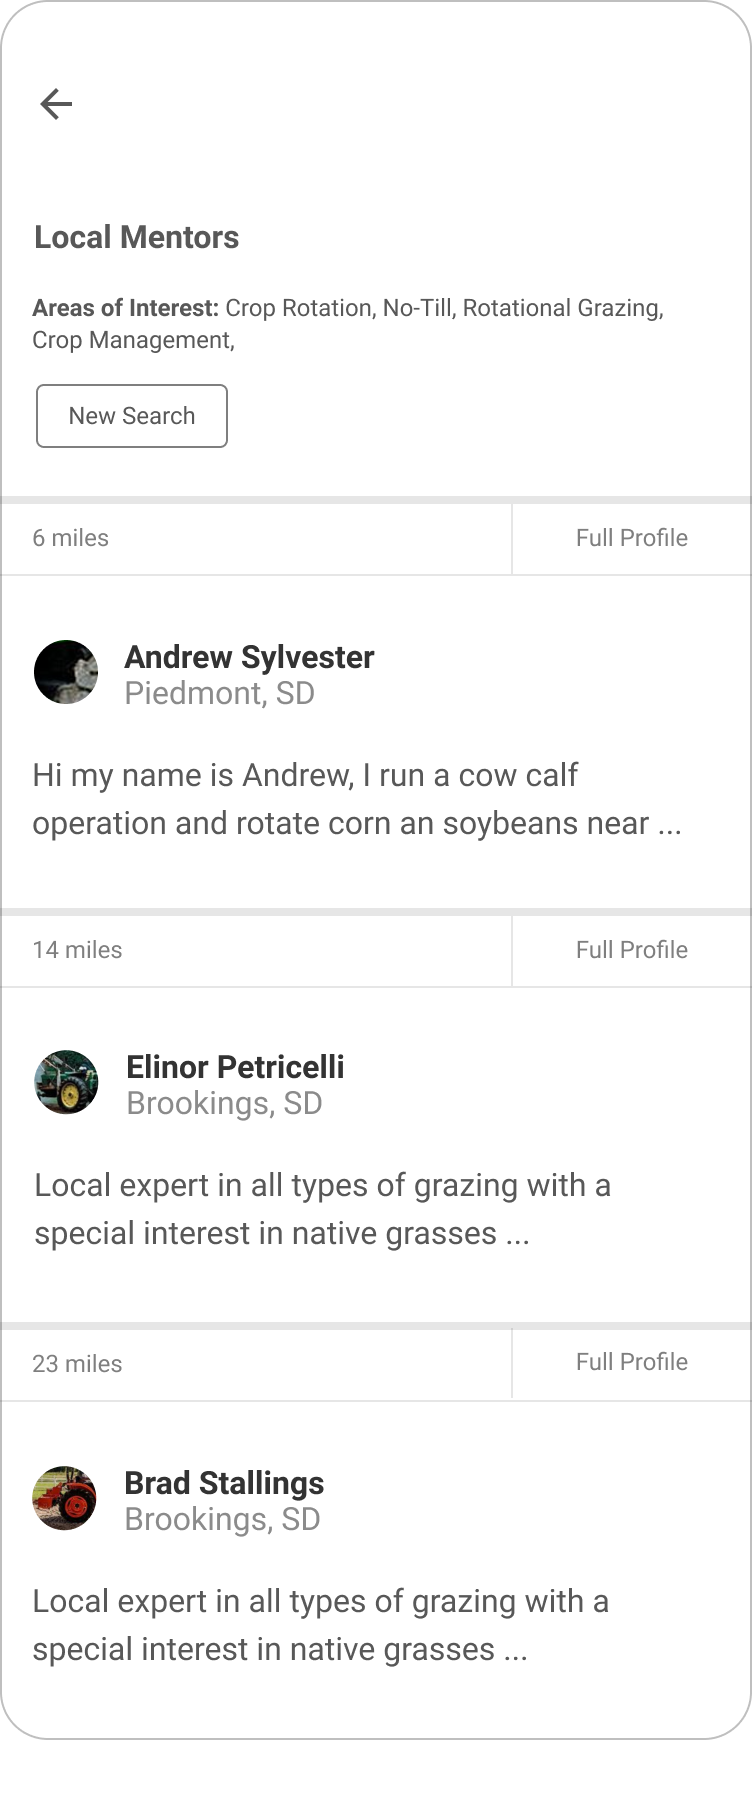 Local Mentors
Areas of Interest: Crop Rotation, No-Till, Rotational Grazing,
Crop Management,
New Search
6 miles
Full Profile
Andrew Sylvester
Piedmont, SD
Hi my name is Andrew, I run a cow calf
operation and rotate corn an soybeans near ...
14 miles
Full Profile
Elinor Petricelli
Brookings, SD
Local expert in all types of grazing with a
special interest in native grasses ...
23 miles
Full Profile
Brad Stallings
Brookings, SD
Local expert in all types of grazing with a
special interest in native grasses ...